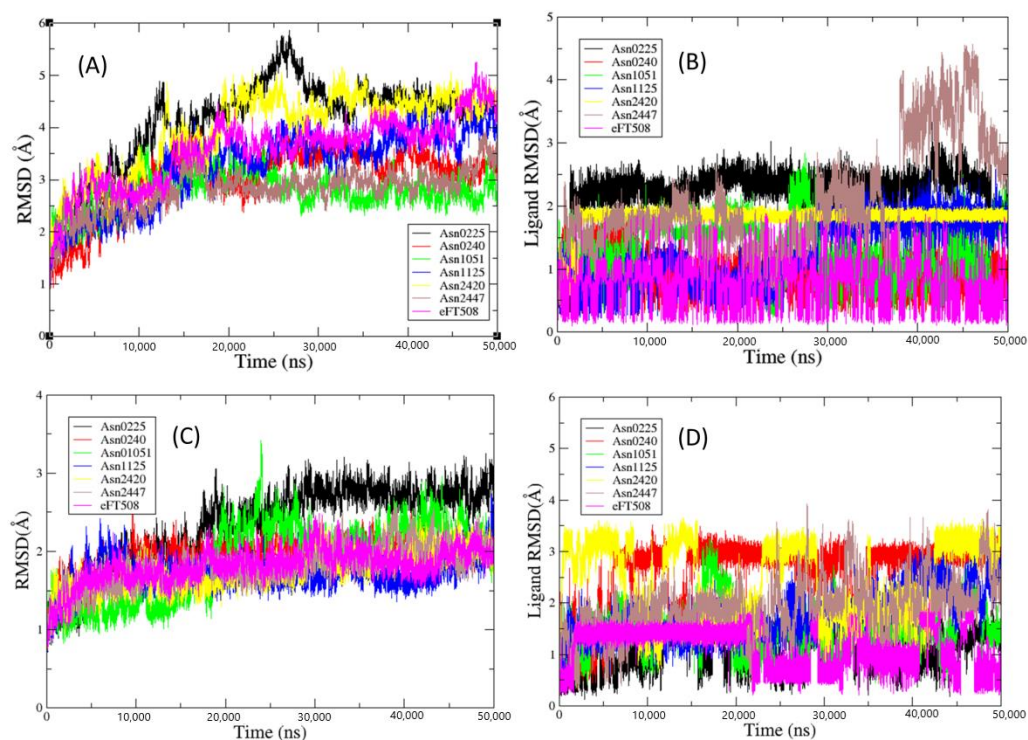 (A)
RMSD (Å)
6
5
4
3
2
1
0
Asn0225
Asn0240
Asn1051
Asn1125
Asn2420
Asn2447
eFT508
0
10,000
20,000
30,000
40,000
50,000
Time (ns)
(B)
Ligand RMSD(Å)
5
4
3
2
1
0
Asn0225
Asn0240
Asn1051
Asn1125
Asn2420
Asn2447
eFT508
0
10,000
20,000
30,000
40,000
50,000
Time (ns)
(C)
RMSD(Å)
4
3
2
1
0
Asn0225
Asn0240
Asn01051
Asn1125
Asn2420
Asn2447
eFT508
0
10,000
20,000
30,000
40,000
50,000
Time (ns)
(D)
Ligand RMSD(Å)
6
5
4
3
2
1
0
Asn0225
Asn0240
Asn1051
Asn1125
Asn2420
Asn2447
eFT508
0
10,000
20,000
30,000
40,000
50,000
Time (ns)